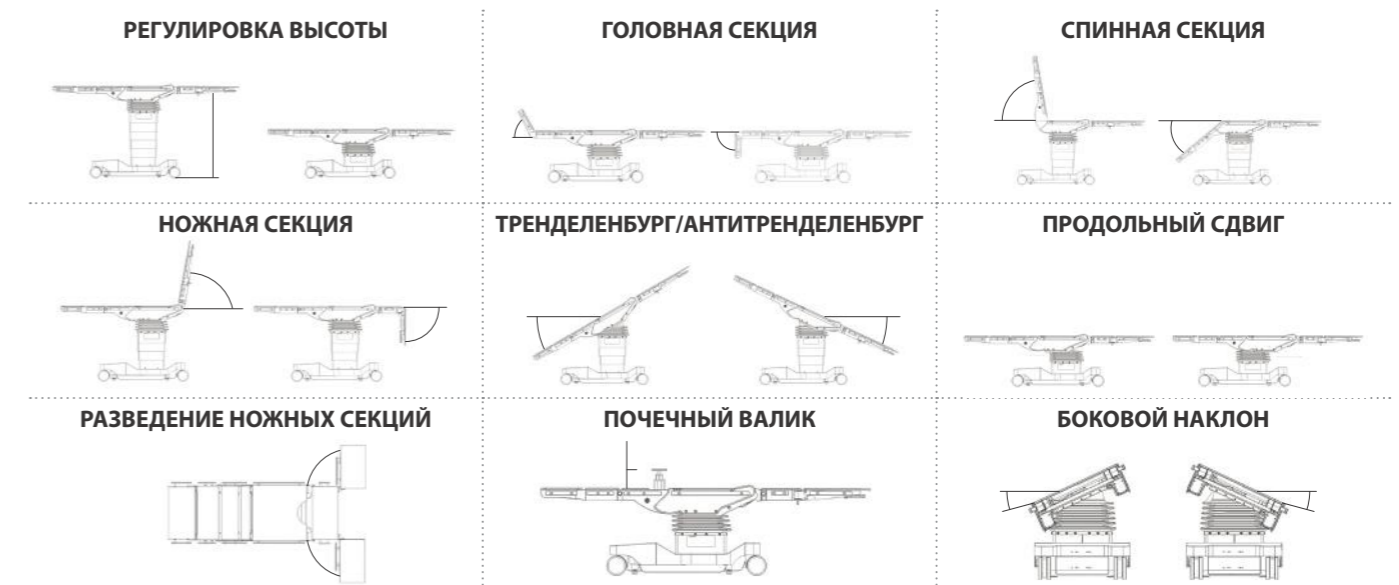 РЕГУЛИРОВКА ВЫСОТЫ
ГОЛОВНАЯ СЕКЦИЯ
СПИННАЯ СЕКЦИЯ
НОЖНАЯ СЕКЦИЯ
ТРЕНДЕЛЕНБУРГ/АНТИТРЕНДЕЛЕНБУРГ
ПРОДОЛЬНЫЙ СДВИГ
РАЗВЕДЕНИЕ НОЖНЫХ СЕКЦИЙ
ПОЧЕЧНЫЙ ВАЛИК
БОКОВОЙ НАКЛОН